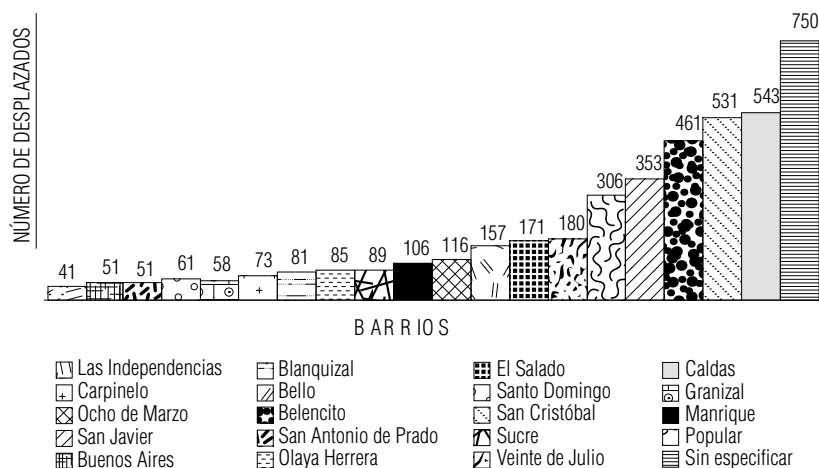 NÚMERO DE DESPLAZADOS
41 51 51 61 58 73 81 85 89 106 116 157 171 180 306 353 461 531 543 750
BARRIOS
Las Independencias Blanquizal El Salado Caldas
Carpinelo Bello Santo Domingo Granizal
Ocho de Marzo Belencito San Cristóbal Manrique
San Javier San Antonio de Prado Sucre Popular
Buenos Aires Olaya Herrera Veinte de Julio Sin especificar